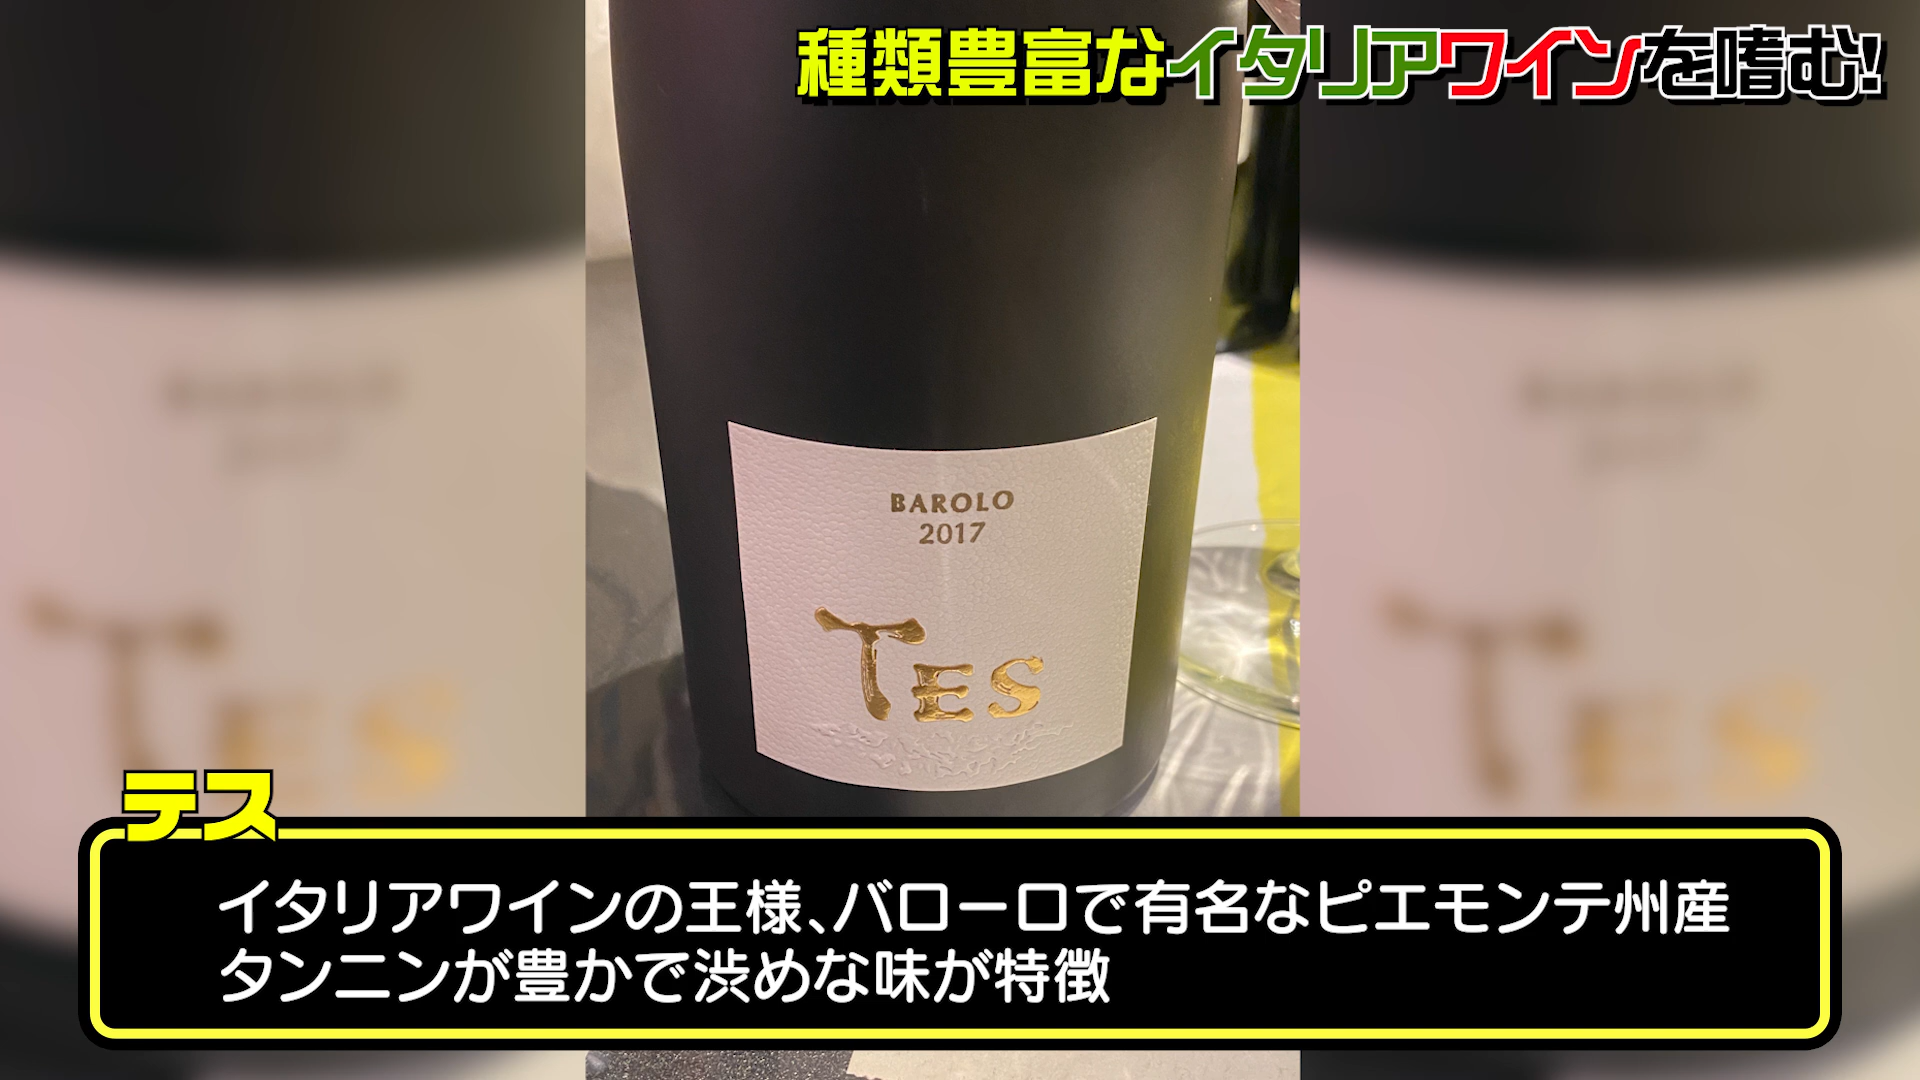 種類豊富なイタリアワインを嗜む!
BAROLO
2017
TES
テス
イタリアワインの王様、バローロで有名なピエモンテ州産
タンニンが豊かで渋めな味が特徴